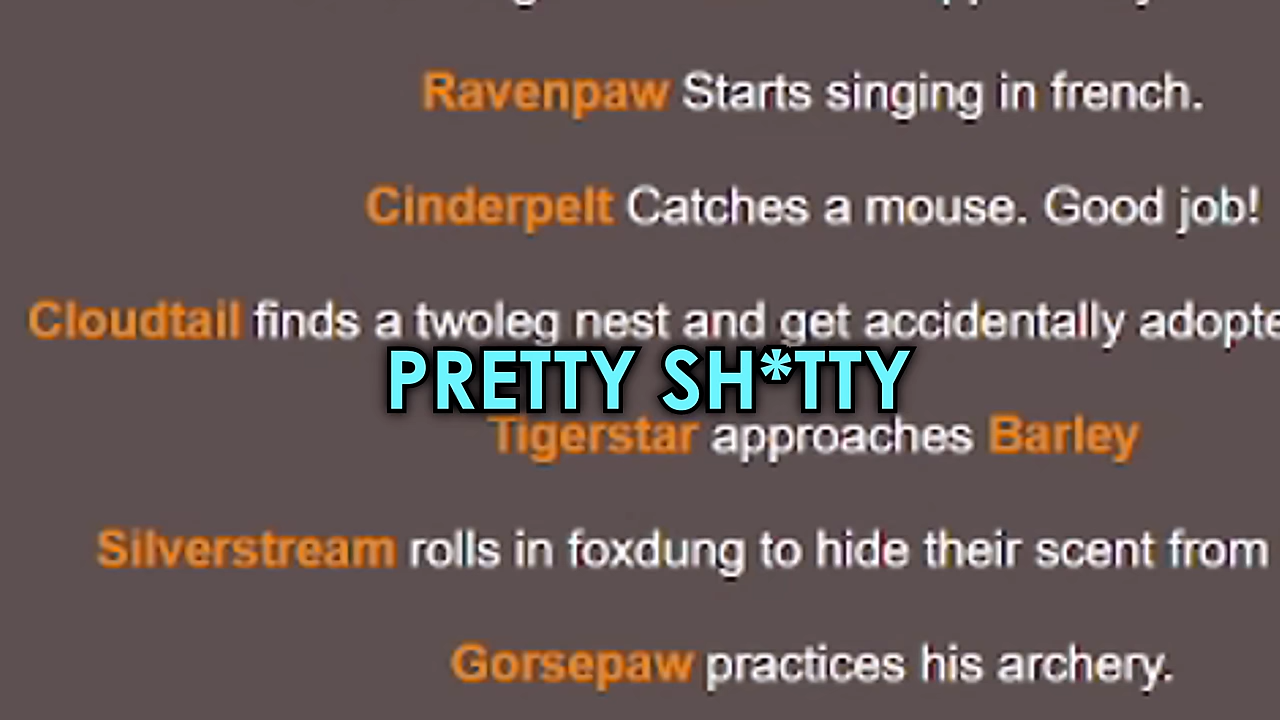 Ravenpaw Starts singing in french.
Cinderpelt Catches a mouse. Good job!
Cloudtail finds a twoleg nest and get accidentally adopte
PRETTY SH*TTY
Tigerstar approaches Barley
Silverstream rolls in foxdung to hide their scent from
Gorsepaw practices his archery.